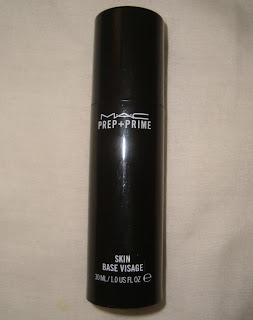 MAC
PREP+PRIME
SKIN
BASE VISAGE
30 ML / 1.0 US FL OZ ℮